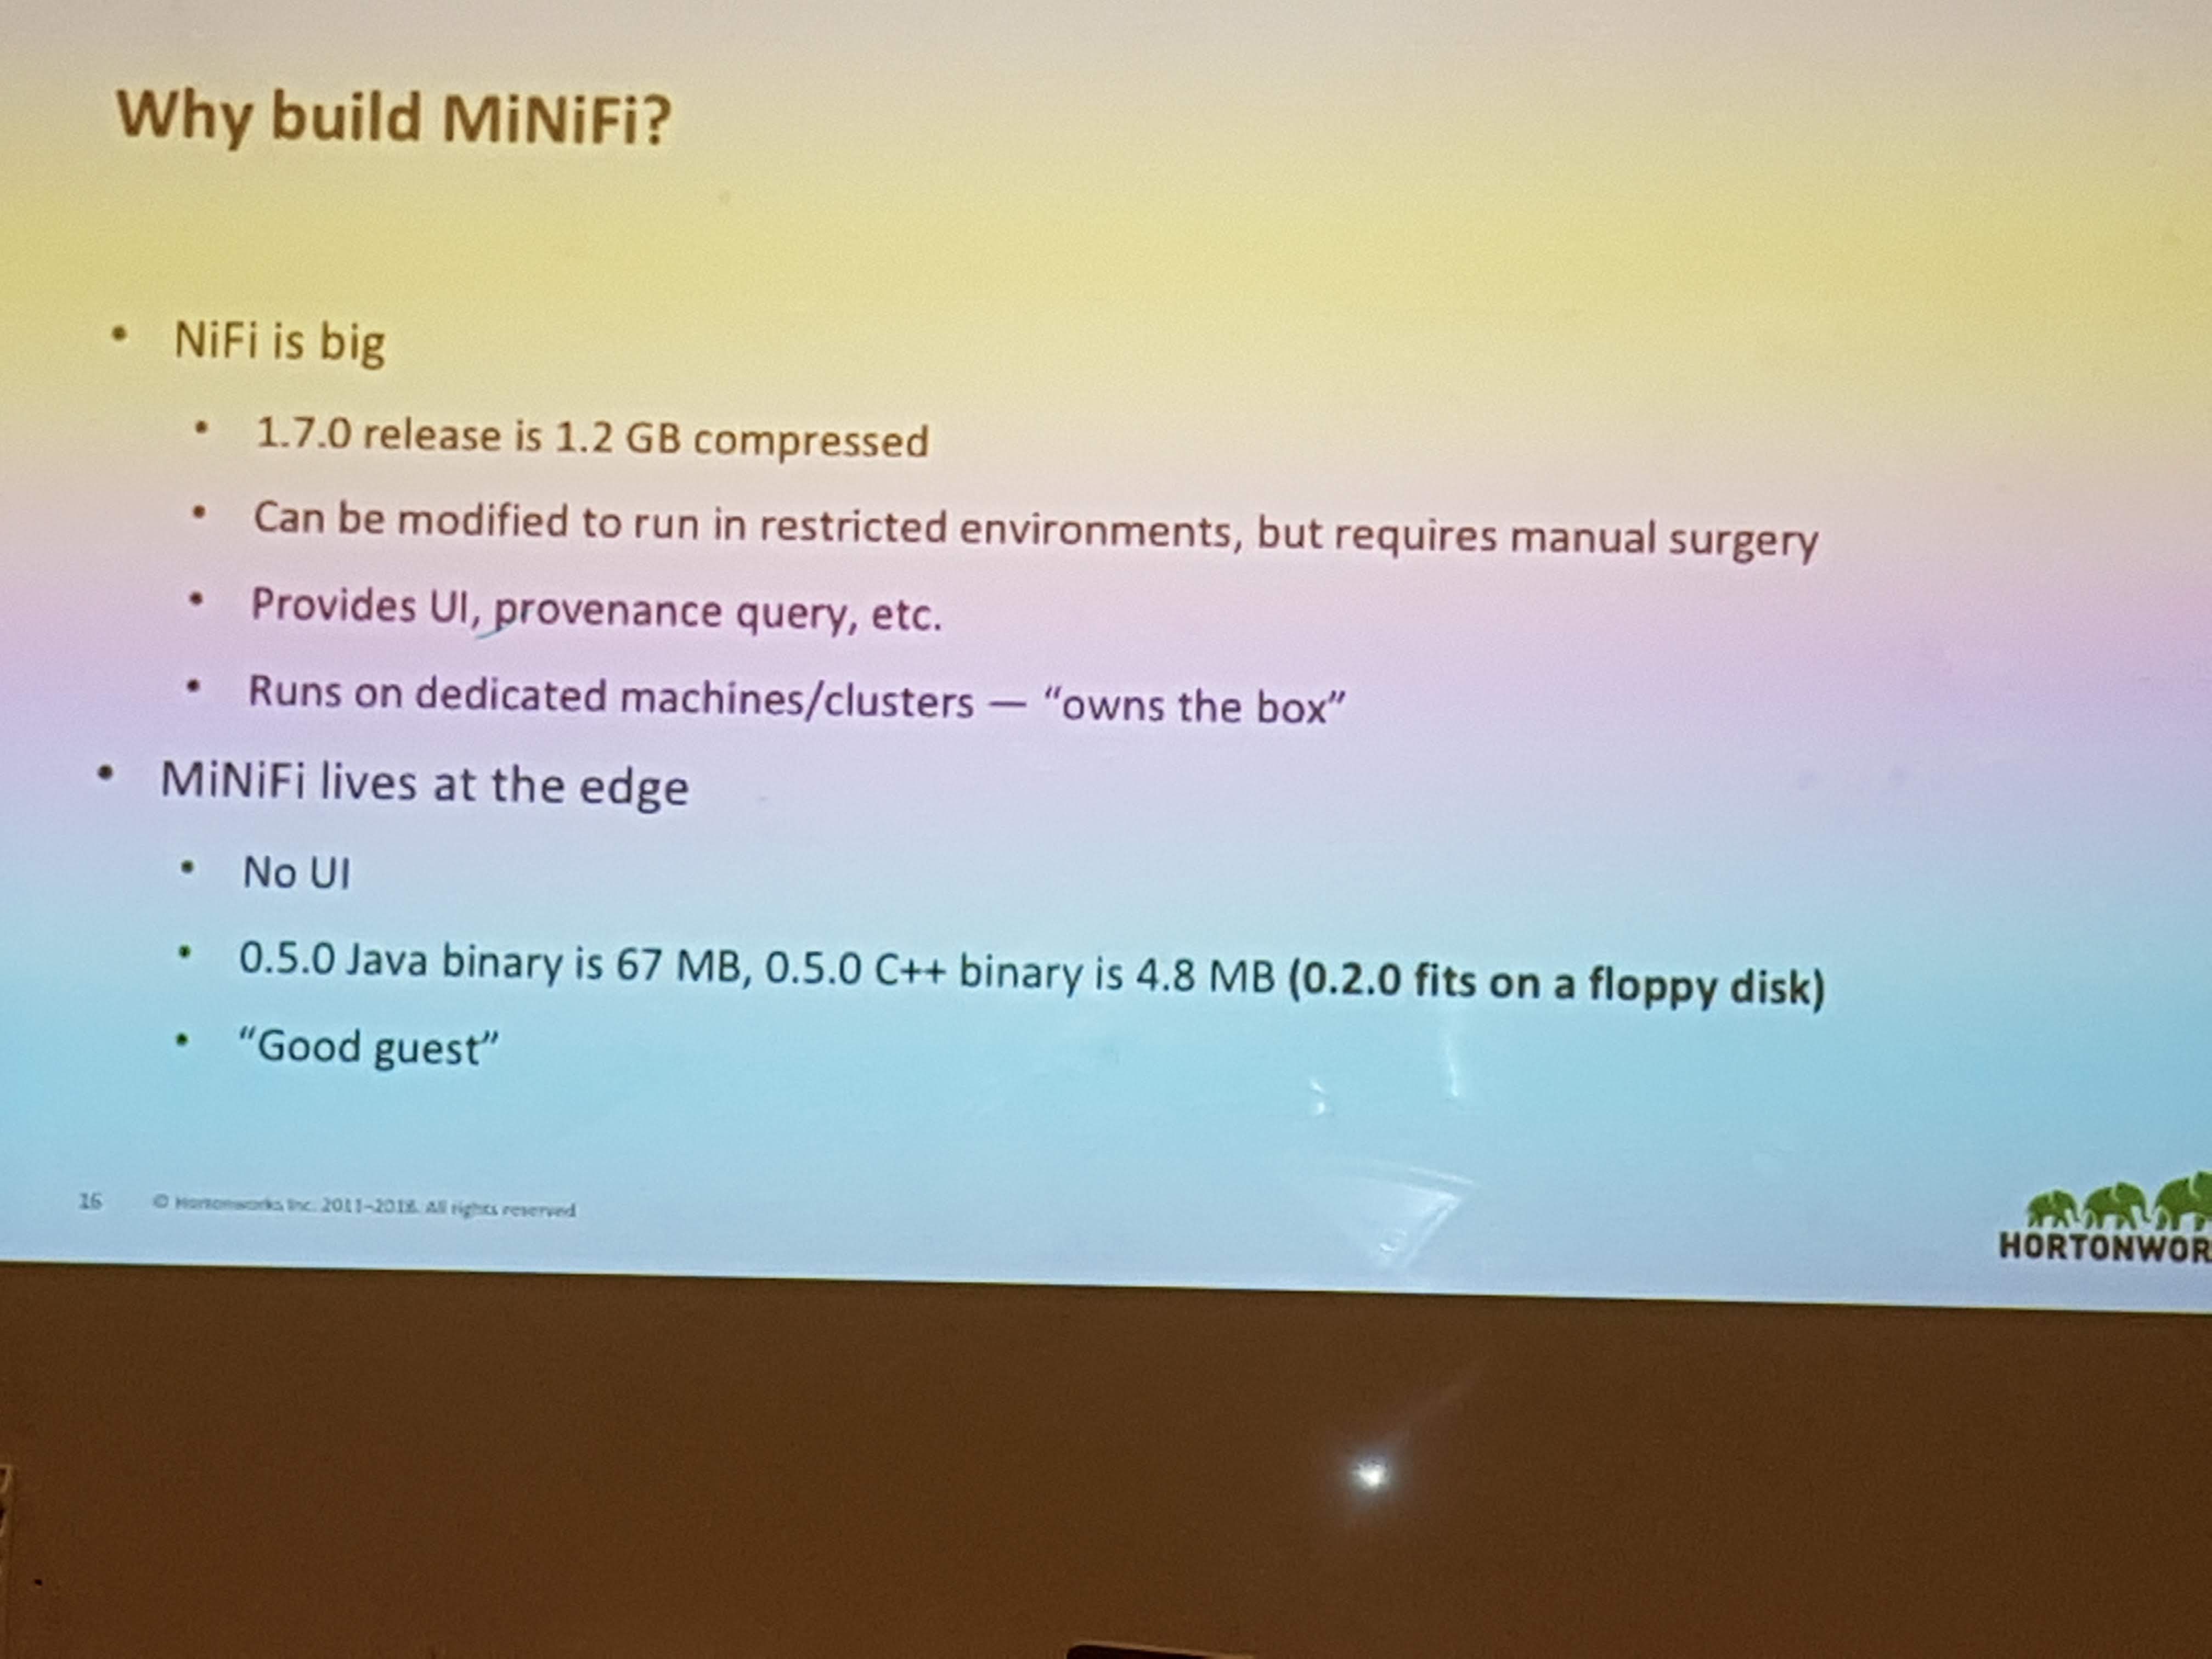 Why build MiNiFi?
• NiFi is big
• 1.7.0 release is 1.2 GB compressed
• Can be modified to run in restricted environments, but requires manual surgery
• Provides UI, provenance query, etc.
• Runs on dedicated machines/clusters — “owns the box”
• MiNiFi lives at the edge
• No UI
• 0.5.0 Java binary is 67 MB, 0.5.0 C++ binary is 4.8 MB (0.2.0 fits on a floppy disk)
• “Good guest”
16 © Hortonworks Inc. 2011–2018. All rights reserved
HORTONWOR